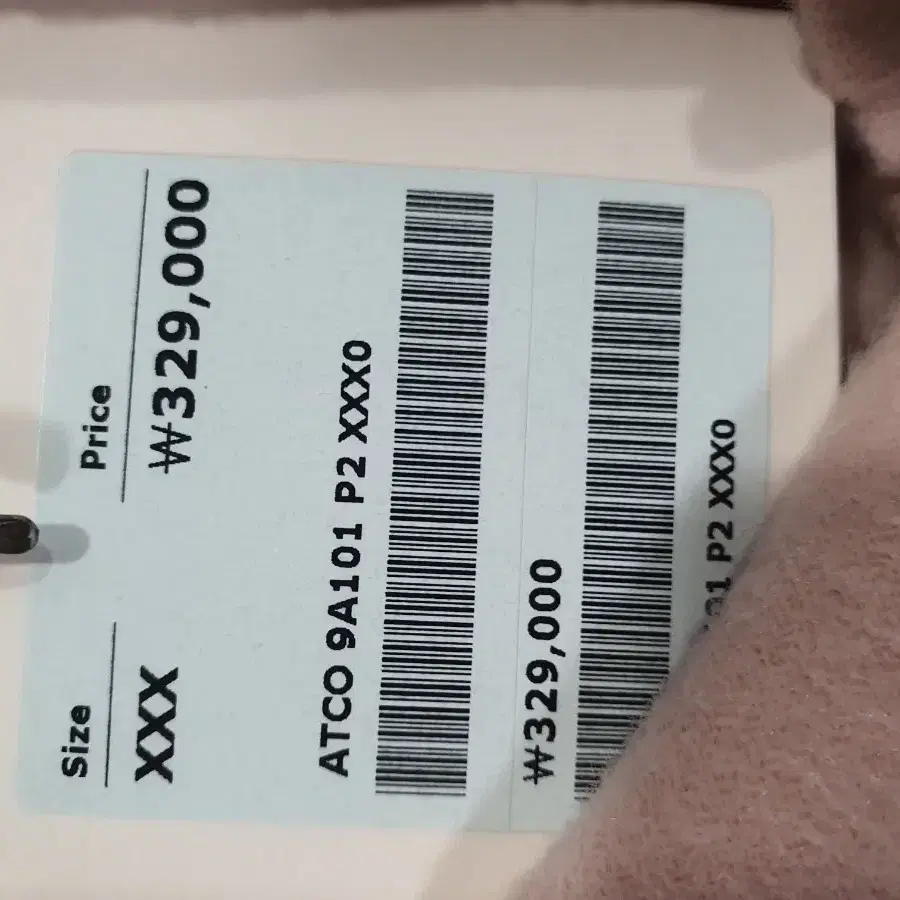 Size
Price
XXX
₩329,000
ATCO 9A101 P2 XXX0
₩329,000
P2 XXX0